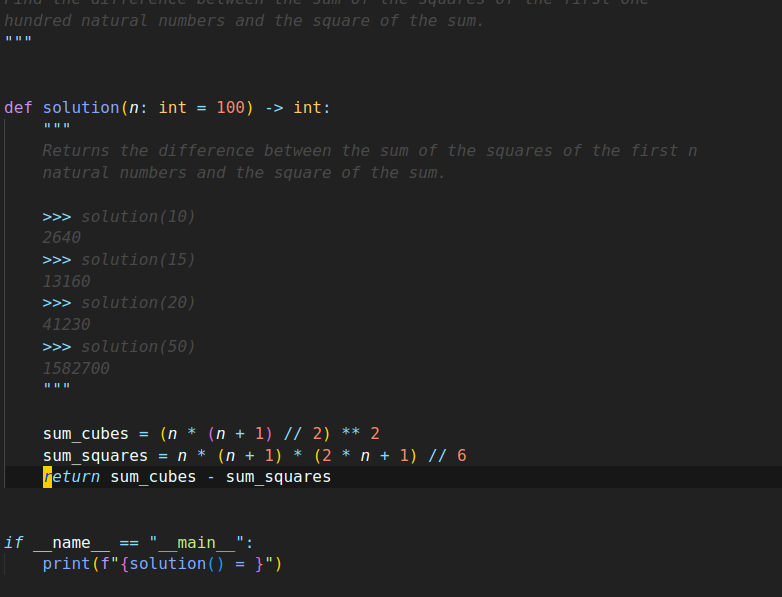 Find the difference between the sum of the squares of the first one
hundred natural numbers and the square of the sum.
"""
def solution(n: int = 100) -> int:
    """
    Returns the difference between the sum of the squares of the first n
    natural numbers and the square of the sum.
    >>> solution(10)
    2640
    >>> solution(15)
    13160
    >>> solution(20)
    41230
    >>> solution(50)
    1582700
    """
    sum_cubes = (n * (n + 1) // 2) ** 2
    sum_squares = n * (n + 1) * (2 * n + 1) // 6
    return sum_cubes - sum_squares
if __name__ == "__main__":
    print(f"{solution() = }")